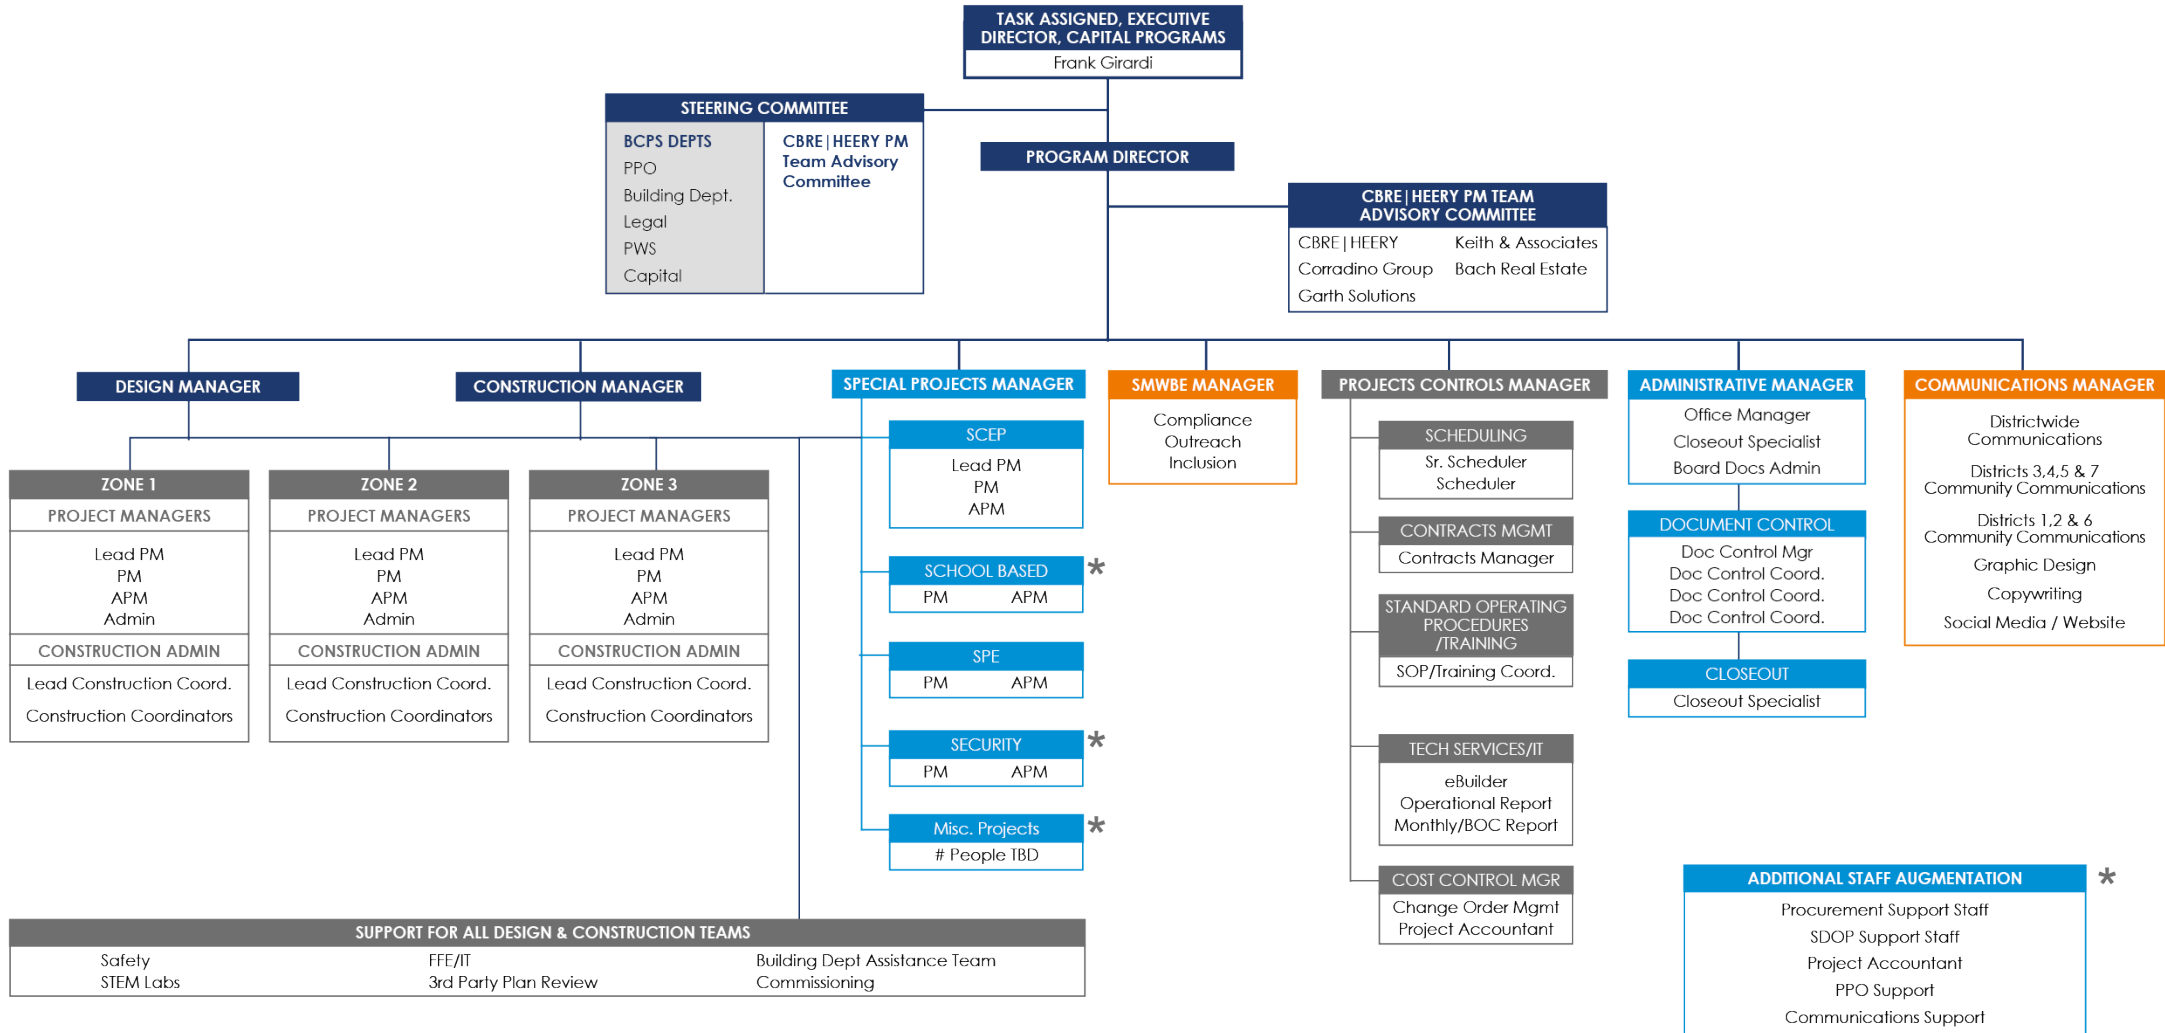 TASK ASSIGNED, EXECUTIVE
DIRECTOR, CAPITAL PROGRAMS
Frank Girardi
STEERING COMMITTEE
BCPS DEPTS
PPO
Building Dept.
Legal
PWS
Capital
CBRE|HEERY PM
Team Advisory
Committee
PROGRAM DIRECTOR
CBRE|HEERY PM TEAM
ADVISORY COMMITTEE
CBRE|HEERY
Corradino Group
Garth Solutions
Keith & Associates
Bach Real Estate
DESIGN MANAGER
CONSTRUCTION MANAGER
ZONE 1
PROJECT MANAGERS
Lead PM
PM
APM
Admin
CONSTRUCTION ADMIN
Lead Construction Coord.
Construction Coordinators
ZONE 2
PROJECT MANAGERS
Lead PM
PM
APM
Admin
CONSTRUCTION ADMIN
Lead Construction Coord.
Construction Coordinators
ZONE 3
PROJECT MANAGERS
Lead PM
PM
APM
Admin
CONSTRUCTION ADMIN
Lead Construction Coord.
Construction Coordinators
SUPPORT FOR ALL DESIGN & CONSTRUCTION TEAMS
Safety
STEM Labs
FFE/IT
3rd Party Plan Review
Building Dept Assistance Team
Commissioning
SPECIAL PROJECTS MANAGER
SCEP
Lead PM
PM
APM
SCHOOL BASED *
PM APM
SPE
PM APM
SECURITY *
PM APM
Misc. Projects *
# People TBD
SMWBE MANAGER
Compliance
Outreach
Inclusion
PROJECTS CONTROLS MANAGER
SCHEDULING
Sr. Scheduler
Scheduler
CONTRACTS MGMT
Contracts Manager
STANDARD OPERATING
PROCEDURES
/TRAINING
SOP/Training Coord.
TECH SERVICES/IT
eBuilder
Operational Report
Monthly/BOC Report
COST CONTROL MGR
Change Order Mgmt
Project Accountant
ADMINISTRATIVE MANAGER
Office Manager
Closeout Specialist
Board Docs Admin
DOCUMENT CONTROL
Doc Control Mgr
Doc Control Coord.
Doc Control Coord.
Doc Control Coord.
CLOSEOUT
Closeout Specialist
COMMUNICATIONS MANAGER
Districtwide
Communications
Districts 3,4,5 & 7
Community Communications
Districts 1,2 & 6
Community Communications
Graphic Design
Copywriting
Social Media / Website
ADDITIONAL STAFF AUGMENTATION *
Procurement Support Staff
SDOP Support Staff
Project Accountant
PPO Support
Communications Support